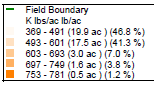 Field Boundary
K lbs/ac lb/ac
369 - 491 (19.9 ac ) (46.8 %)
493 - 601 (17.5 ac ) (41.3 %)
603 - 693 (3.0 ac ) (7.0 %)
697 - 749 (1.6 ac ) (3.8 %)
753 - 781 (0.5 ac ) (1.2 %)